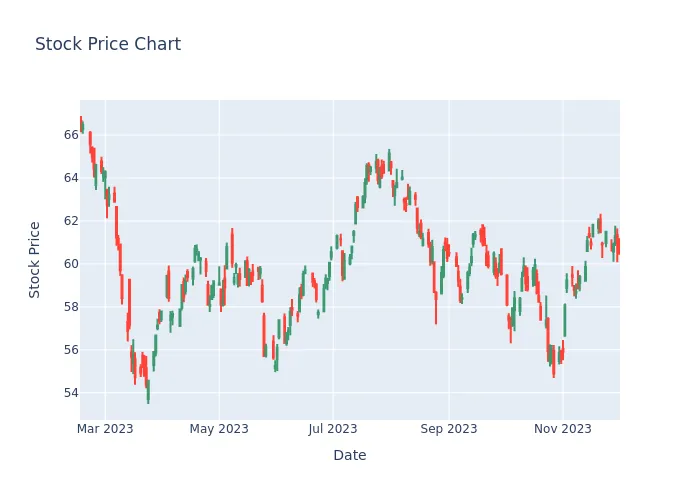 Stock Price Chart
66
64
62
60
58
56
54
Stock Price
Mar 2023
May 2023
Jul 2023
Sep 2023
Nov 2023
Date